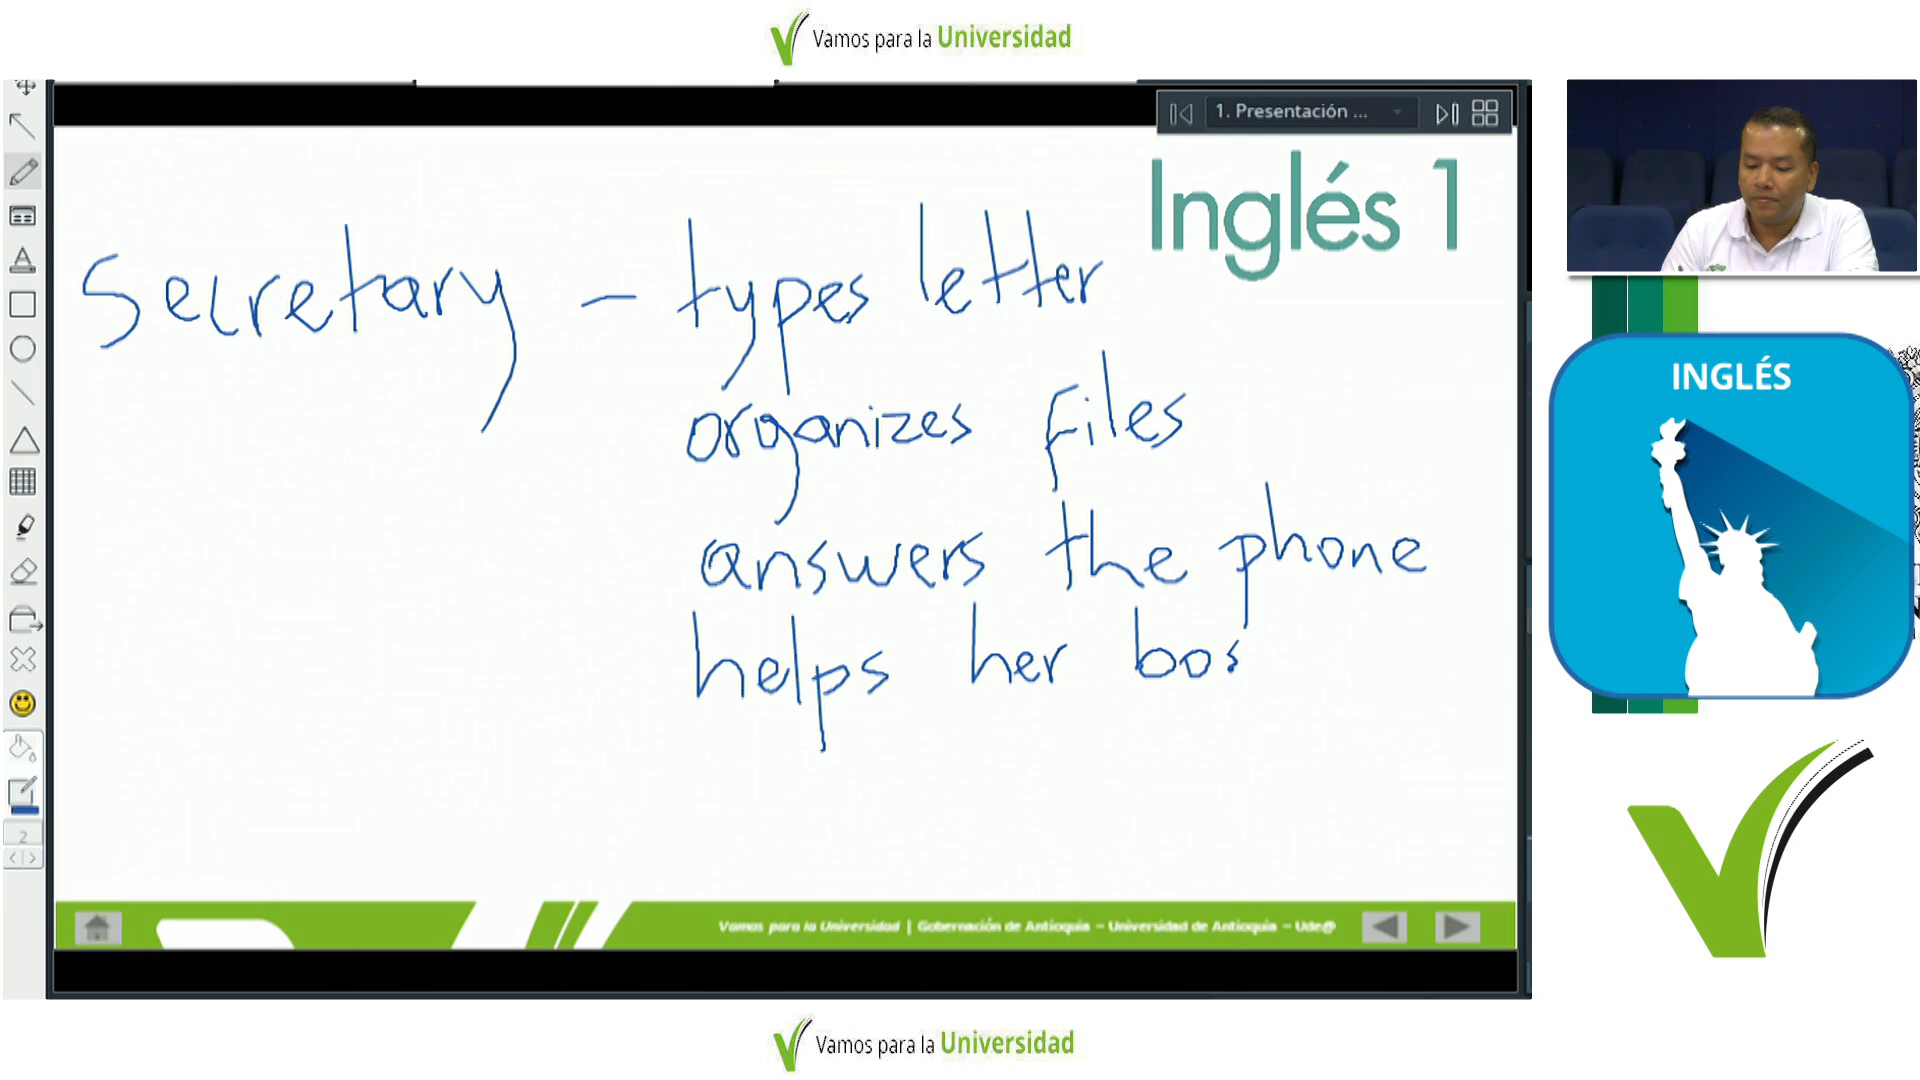 Vamos para la Universidad
1. Presentación ...
Inglés 1
Secretary - types letter
organizes files
answers the phone
helps her bos
INGLÉS
2
Vamos para la Universidad | Gobernación de Antioquia - Universidad de Antioquia - Ude@
Vamos para la Universidad